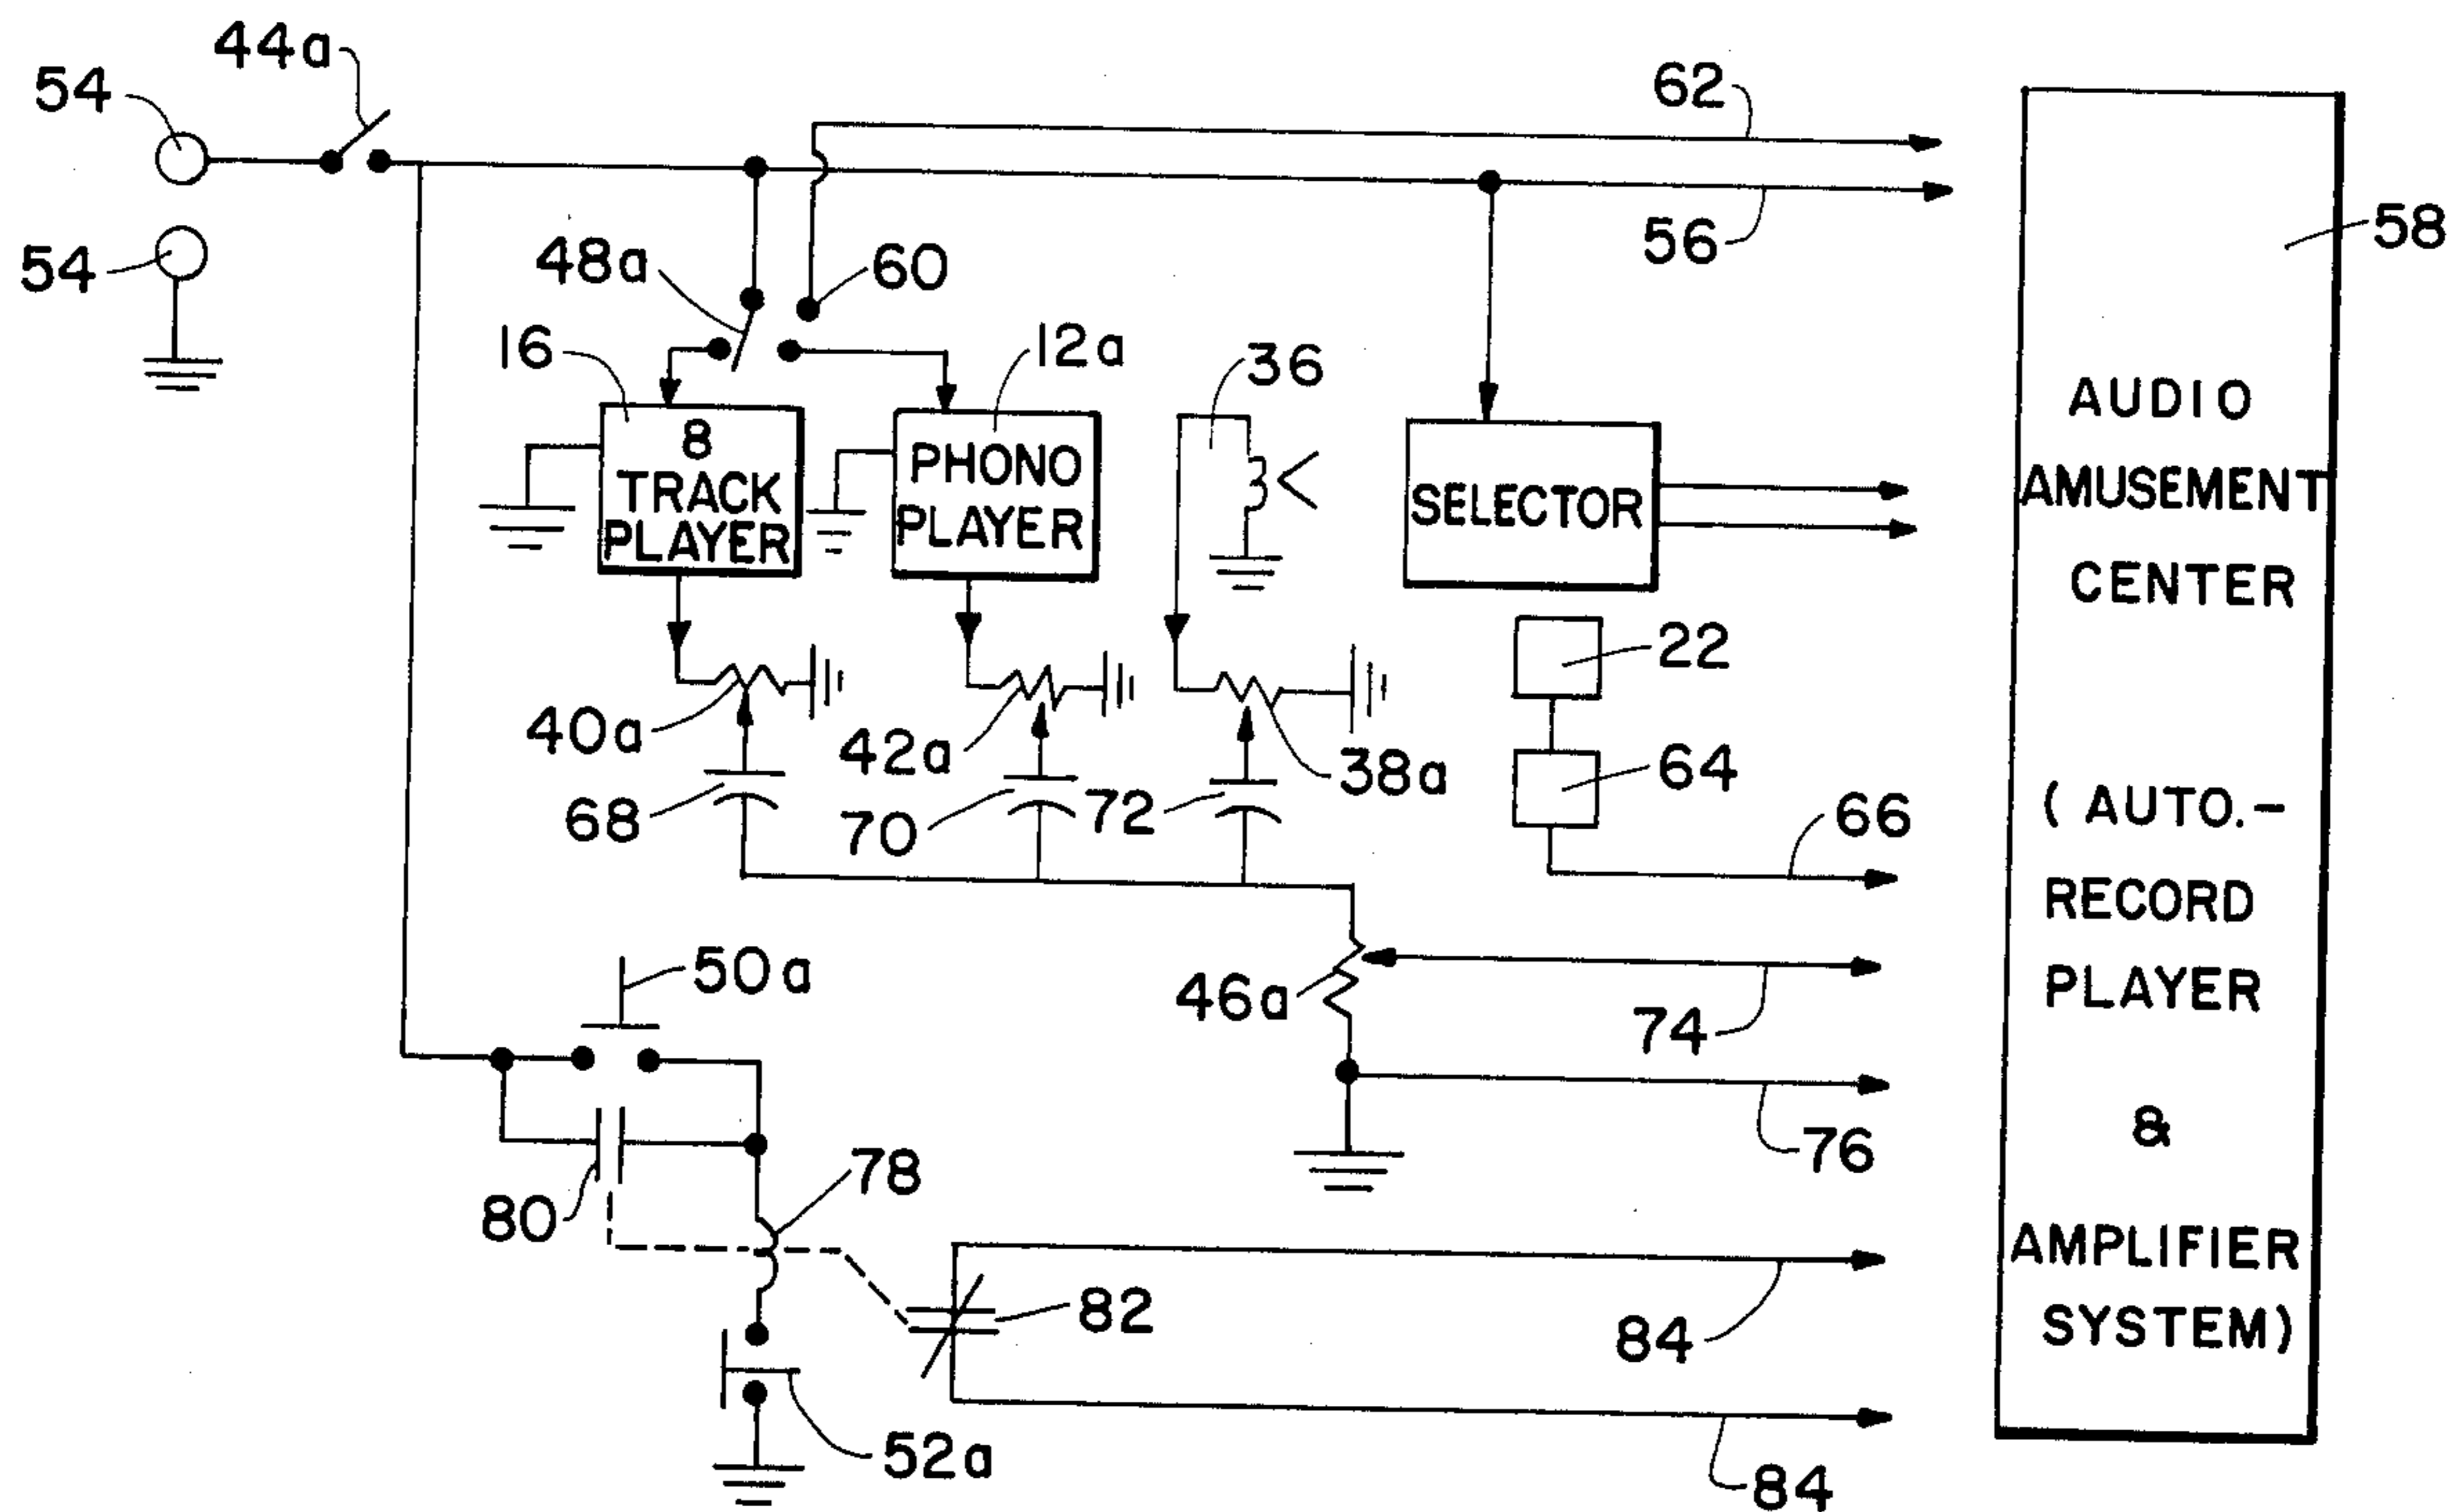 44a
54
62
54
56
58
48a
60
16
12a
36
8
TRACK
PLAYER
PHONO
PLAYER
SELECTOR
AUDIO
AMUSEMENT
CENTER
(AUTO.-
RECORD
PLAYER
&
AMPLIFIER
SYSTEM)
22
40a
42a
38a
64
68
70
72
66
50a
46a
74
76
80
78
82
84
52a
84